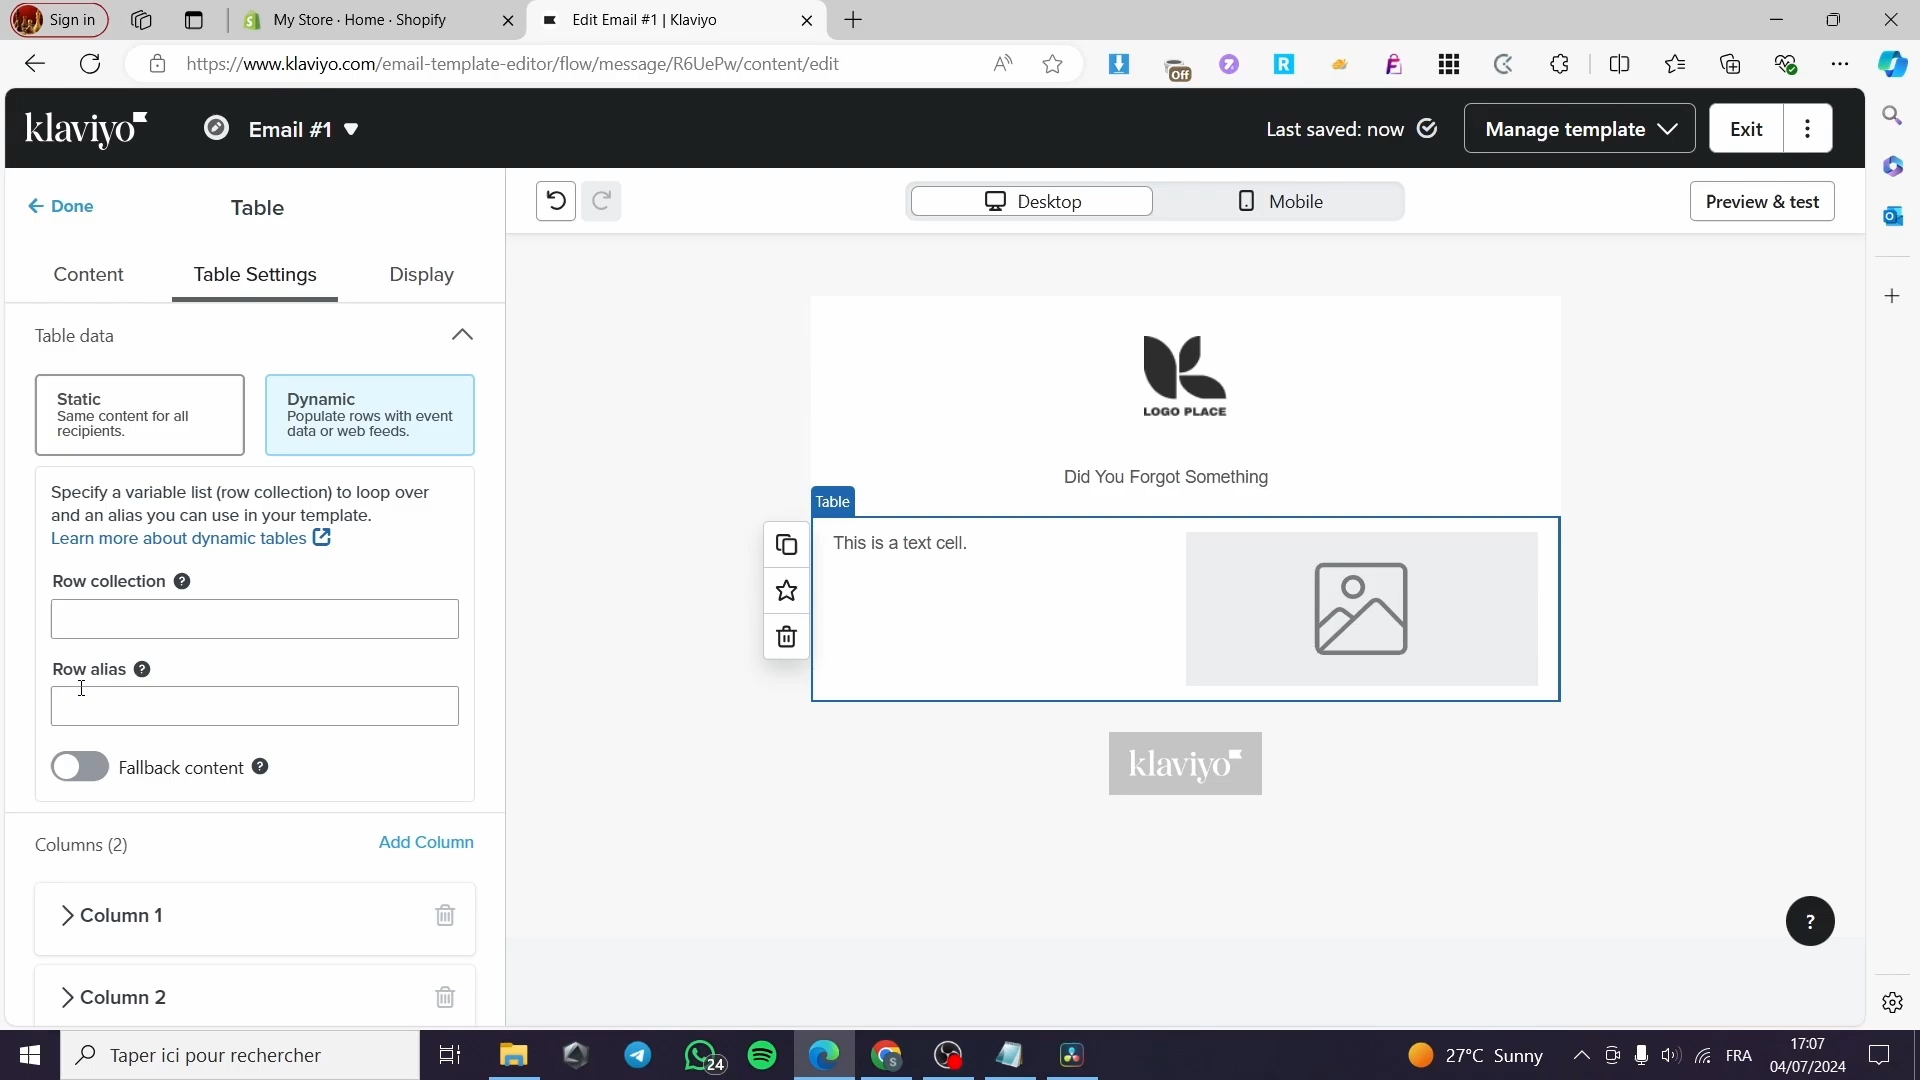 Sign in
My Store · Home · Shopify
Edit Email #1 | Klaviyo
https://www.klaviyo.com/email-template-editor/flow/message/R6UePw/content/edit
Off
klaviyo
Email #1
Last saved: now
Manage template
Exit
Done
Table
Desktop
Mobile
Preview & test
Content
Table Settings
Display
Table data
Static
Same content for all
recipients.
Dynamic
Populate rows with event
data or web feeds.
Specify a variable list (row collection) to loop over
and an alias you can use in your template.
Learn more about dynamic tables
Row collection ?
Row alias ?
Fallback content ?
Columns (2)
Add Column
Column 1
Column 2
LOGO PLACE
Did You Forgot Something
Table
This is a text cell.
klaviyo
?
Taper ici pour rechercher
24
27°C Sunny
FRA
17:07
04/07/2024